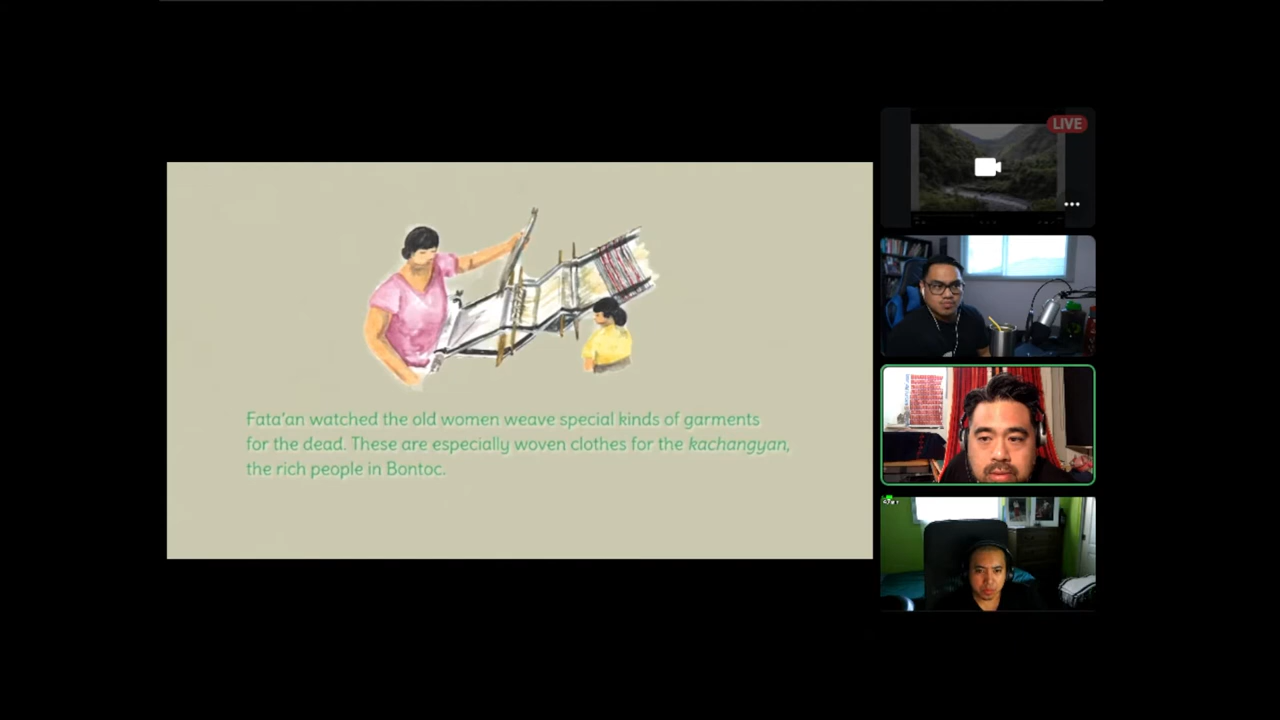 LIVE
Fata'an watched the old women weave special kinds of garments
for the dead. These are especially woven clothes for the kachangyan,
the rich people in Bontoc.